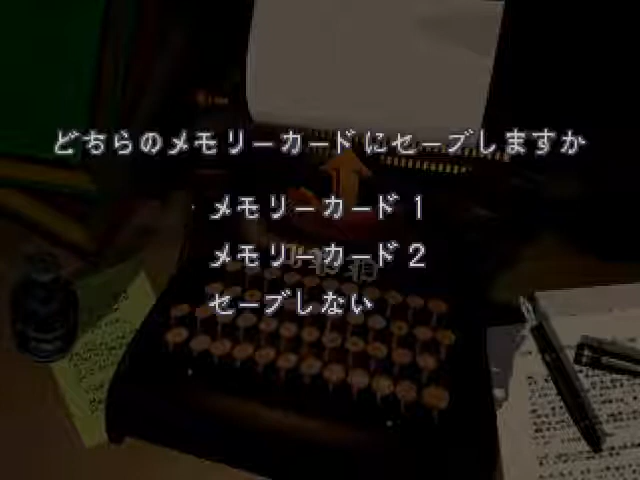 どちらのメモリーカードにセーブしますか
メモリーカード 1
メモリーカード 2
セーブしない